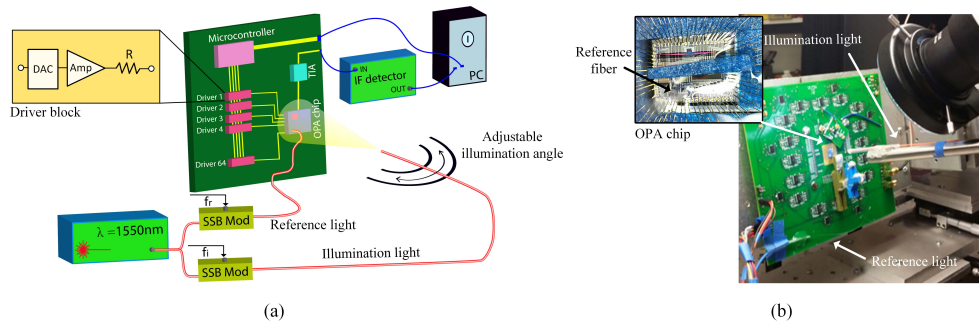 Microcontroller
DAC
Amp
R
Driver block
Driver 1
Driver 2
Driver 3
Driver 4
Driver 64
TIA
OPA chip
IN
IF detector
OUT
I
PC
Adjustable
illumination angle
λ =1550nm
fr
SSB Mod
Reference light
fi
SSB Mod
Illumination light
(a)
Reference
fiber
OPA chip
Illumination light
Reference light
(b)